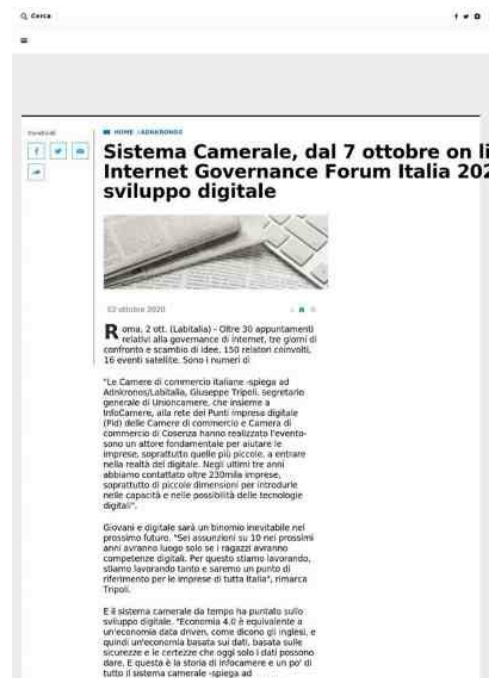 Cerca
Condividi
HOME / ADNKRONOS
Sistema Camerale, dal 7 ottobre on li
Internet Governance Forum Italia 202
sviluppo digitale
02 ottobre 2020
Roma, 2 ott. (Labitalia) - Oltre 30 appuntamenti
relativi alla governance di internet, tre giorni di
confronto e scambio di idee, 150 relatori coinvolti,
16 eventi satellite. Sono i numeri di
"Le Camere di commercio italiane -spiega ad
Adnkronos/Labitalia, Giuseppe Tripoli, segretario
generale di Unioncamere, che insieme a
InfoCamere, alla rete dei Punti impresa digitale
(Pid) delle Camere di commercio e Camera di
commercio di Cosenza hanno realizzato l'evento-
sono un attore fondamentale per aiutare le
imprese, soprattutto quelle più piccole, a entrare
nella realtà del digitale. Negli ultimi tre anni
abbiamo contattato oltre 230mila imprese,
soprattutto di piccole dimensioni per introdurle
nelle capacità e nelle possibilità delle tecnologie
digitali".
Giovani e digitale sarà un binomio inevitabile nel
prossimo futuro. "Sei assunzioni su 10 nei prossimi
anni avranno luogo solo se i ragazzi avranno
competenze digitali. Per questo stiamo lavorando,
stiamo lavorando tanto e saremo un punto di
riferimento per le imprese di tutta Italia", rimarca
Tripoli.
E il sistema camerale da tempo ha puntato sullo
sviluppo digitale. "Economia 4.0 è equivalente a
un'economia data driven, come dicono gli inglesi, e
quindi un'economia basata sui dati, basata sulle
sicurezze e le certezze che oggi solo i dati possono
dare. E questa è la storia di Infocamere e un po' di
tutto il sistema camerale -spiega ad